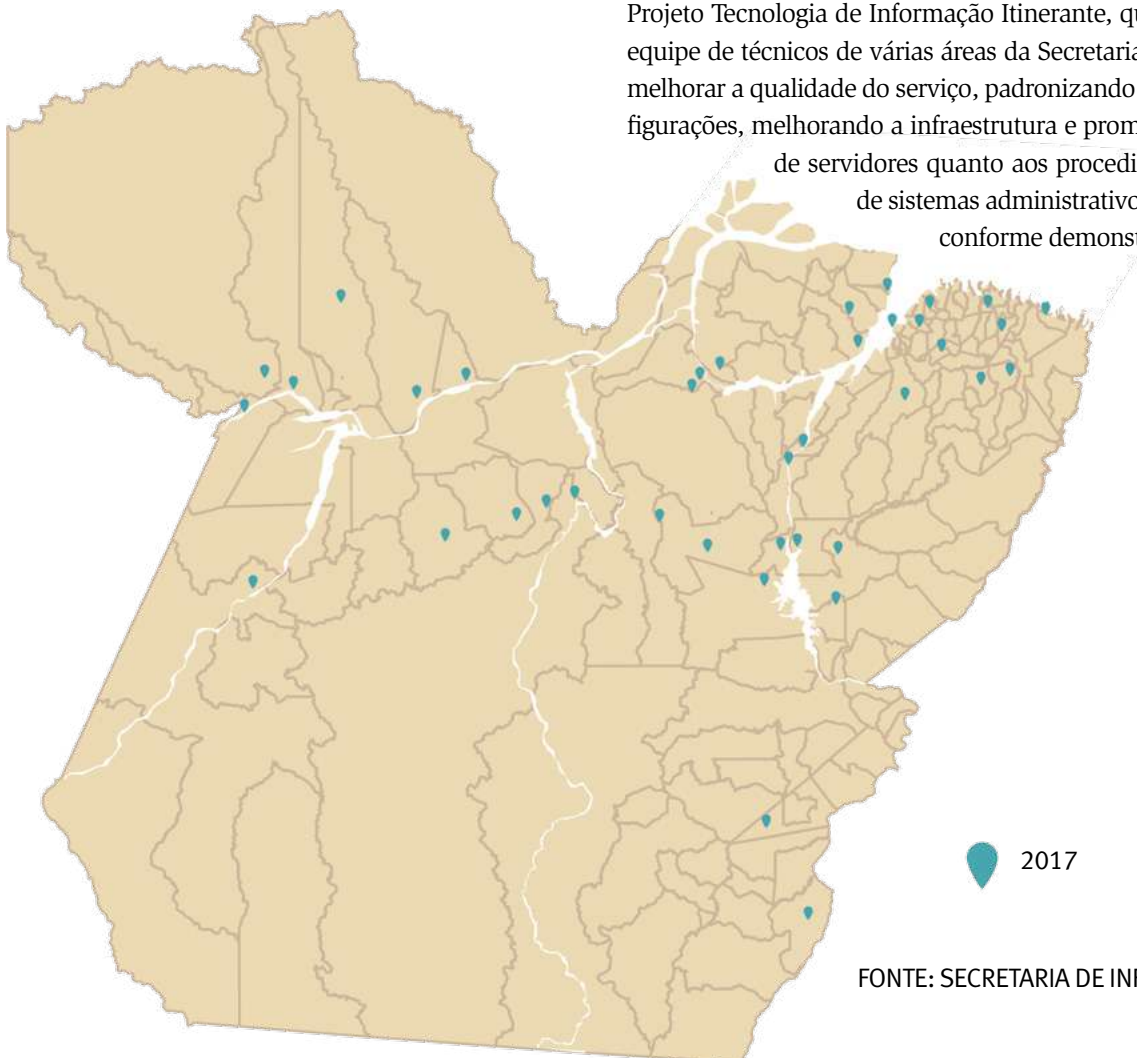 Projeto Tecnologia de Informação Itinerante, qu
equipe de técnicos de várias áreas da Secretaria
melhorar a qualidade do serviço, padronizando
figurações, melhorando a infraestrutura e prom
de servidores quanto aos procedi
de sistemas administrativo
conforme demonst
2017
FONTE: SECRETARIA DE INF